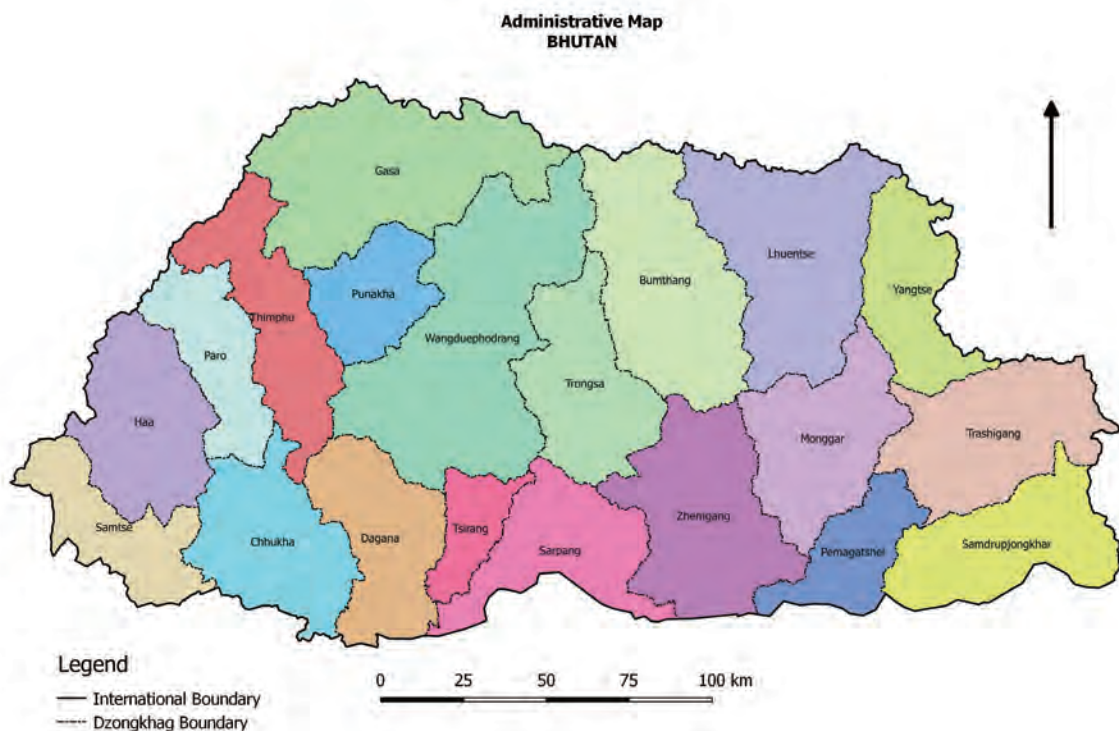 Administrative Map
BHUTAN
Gasa
Lhuentse
Bumthang
Yangtse
Punakha
Thimphu
Wangduephodrang
Paro
Trongsa
Haa
Monggar
Trashigang
Zhemgang
Samtse
Tsirang
Chhukha
Dagana
Sarpang
Pemagatshel
Samdrupjongkhar
Legend
International Boundary
Dzongkhag Boundary
0 25 50 75 100 km